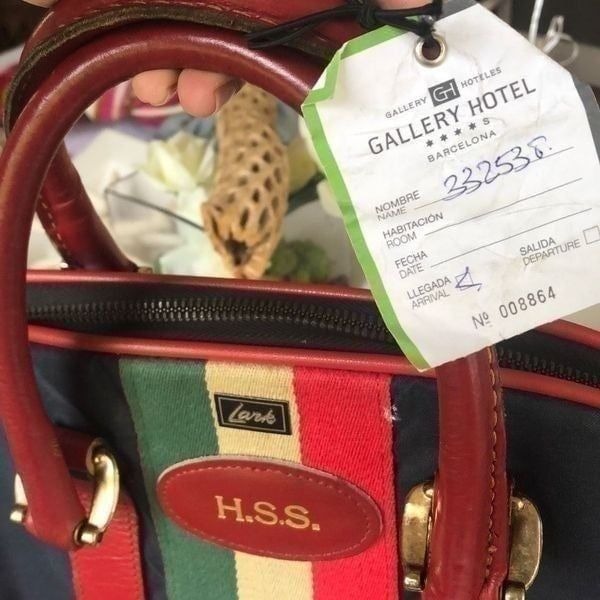 GALLERY GH HOTELES
GALLERY HOTEL
****S
BARCELONA
NOMBRE
NAME 332538.
HABITACIÓN
ROOM
FECHA
DATE
LLEGADA SALIDA
ARRIVAL DEPARTURE
Nº 008864
Lark
H.S.S.